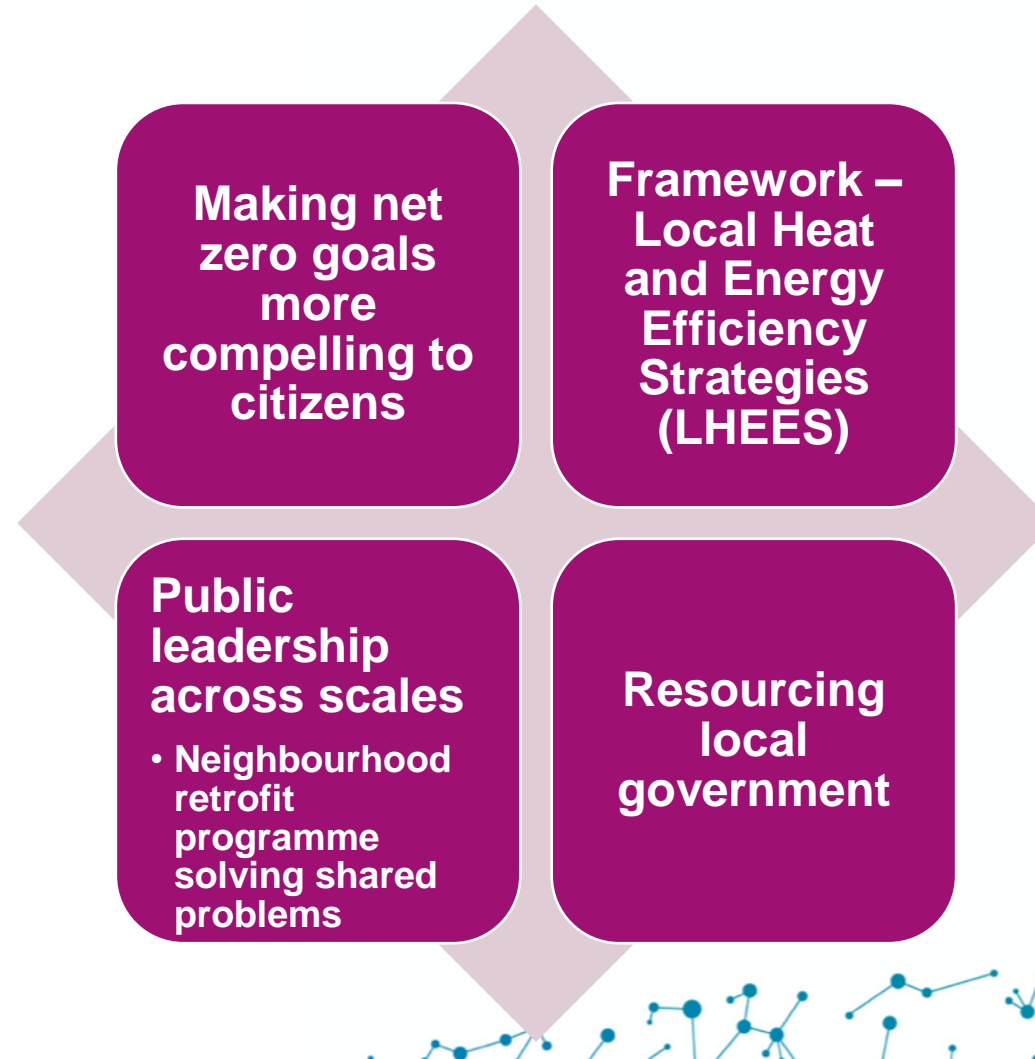 Making net
zero goals
more
compelling to
citizens
Framework –
Local Heat
and Energy
Efficiency
Strategies
(LHEES)
Public
leadership
across scales
• Neighbourhood
retrofit
programme
solving shared
problems
Resourcing
local
government